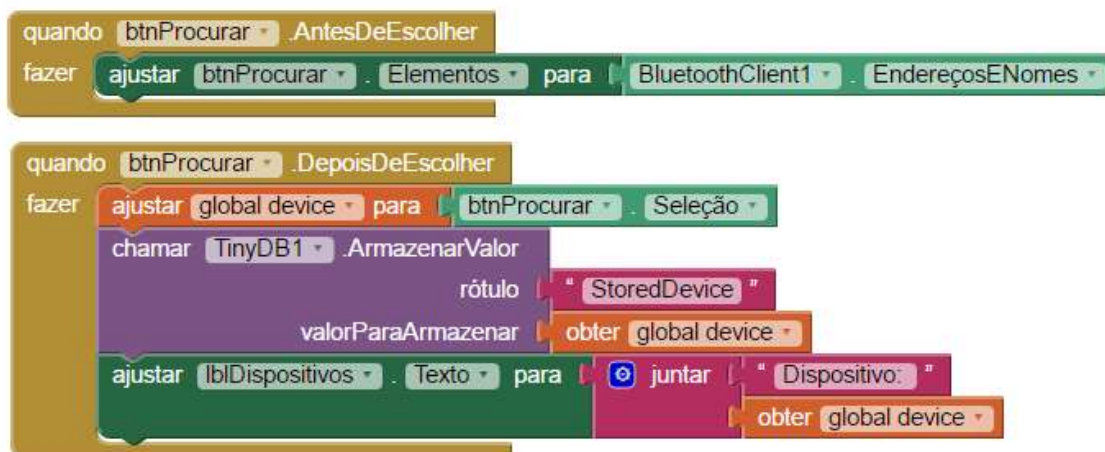 quando btnProcurar .AntesDeEscolher
fazer ajustar btnProcurar . Elementos para BluetoothClient1 . EndereçosENomes
quando btnProcurar .DepoisDeEscolher
fazer ajustar global device para btnProcurar . Seleção
chamar TinyDB1 .ArmazenarValor
rótulo " StoredDevice "
valorParaArmazenar obter global device
ajustar lblDispositivos . Texto para juntar " Dispositivo: "
obter global device